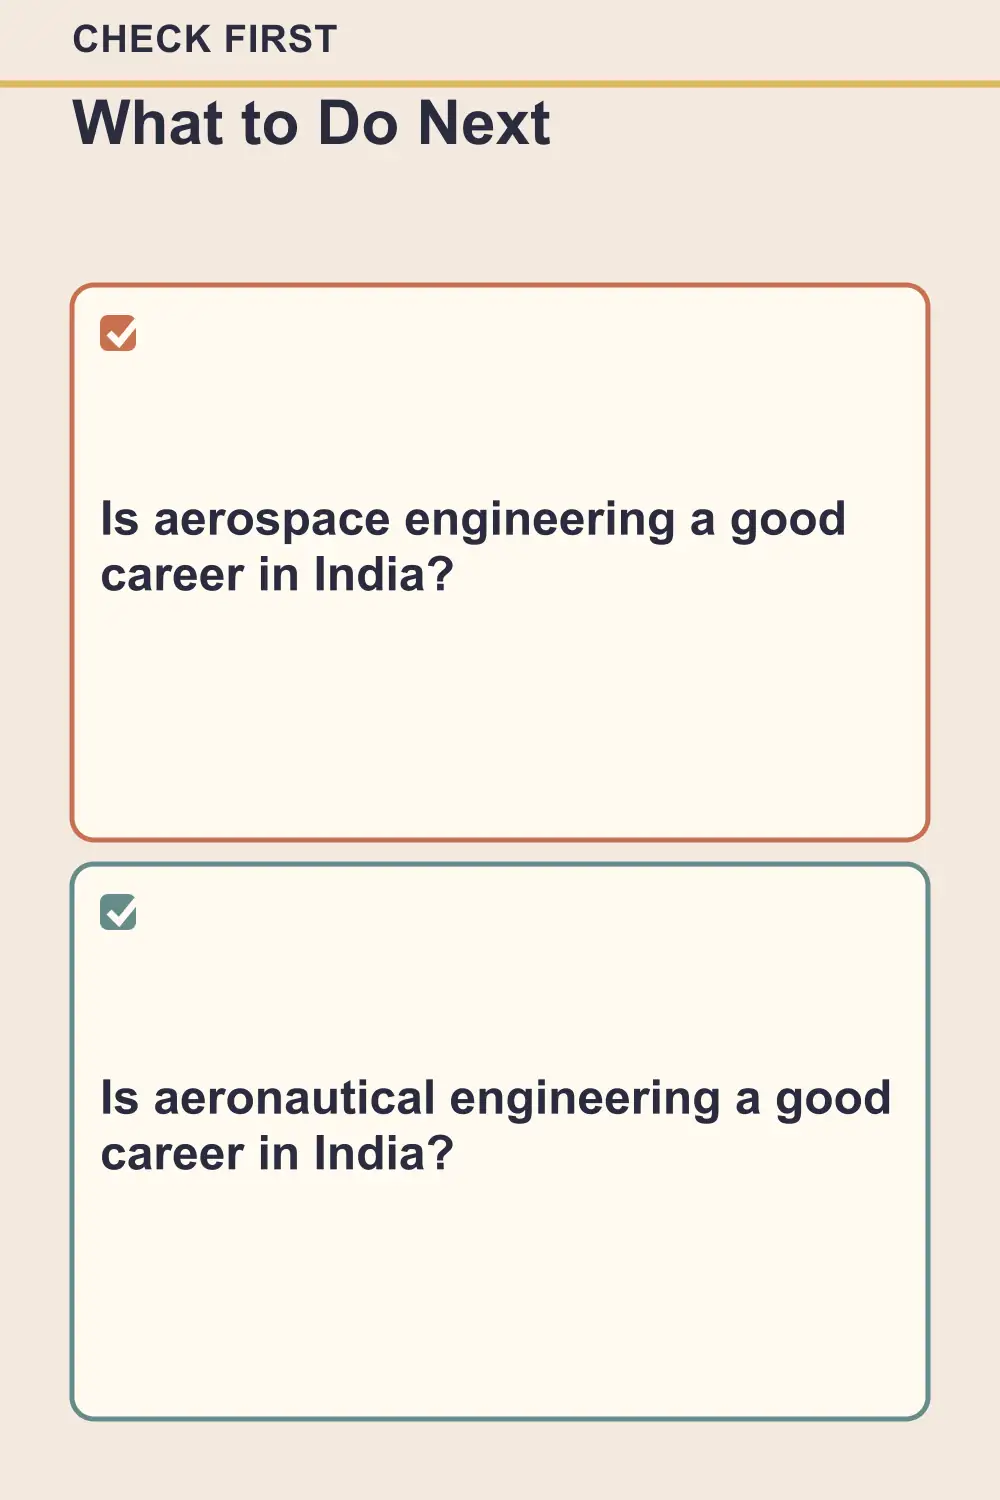 CHECK FIRST
What to Do Next
Is aerospace engineering a good
career in India?
Is aeronautical engineering a good
career in India?